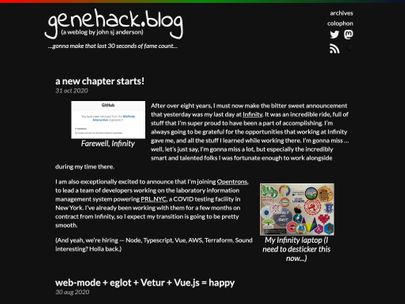 genehack.blog
(a weblog by john sj anderson)
...gonna make that last 30 seconds of fame count...
archives
colophon
a new chapter starts!
31 oct 2020
GitHub
After over eight years, I must now make the bitter sweet announcement
that yesterday was my last day at Infinity. It was an incredible ride, full of
stuff that I'm super proud to have been a part of accomplishing. I'm
always going to be grateful for the opportunities that working at Infinity
gave me, and all the stuff I learned while working there. I'm gonna miss ...
well, let's just say, I'm gonna miss a lot, but especially the incredibly
smart and talented folks I was fortunate enough to work alongside
Farewell, Infinity
during my time there.
I am also exceptionally excited to announce that I'm joining Opentrons,
to lead a team of developers working on the laboratory information
management system powering PRL.NYC, a COVID testing facility in
New York. I've already been working with them for a few months on
contract from Infinity, so I expect my transition is going to be pretty
smooth.
(And yeah, we're hiring -- Node, Typescript, Vue, AWS, Terraform. Sound
interesting? Holla back.)
My Infinity laptop (I
need to desticker this
now...)
web-mode + eglot + Vetur + Vue.js = happy
30 aug 2020